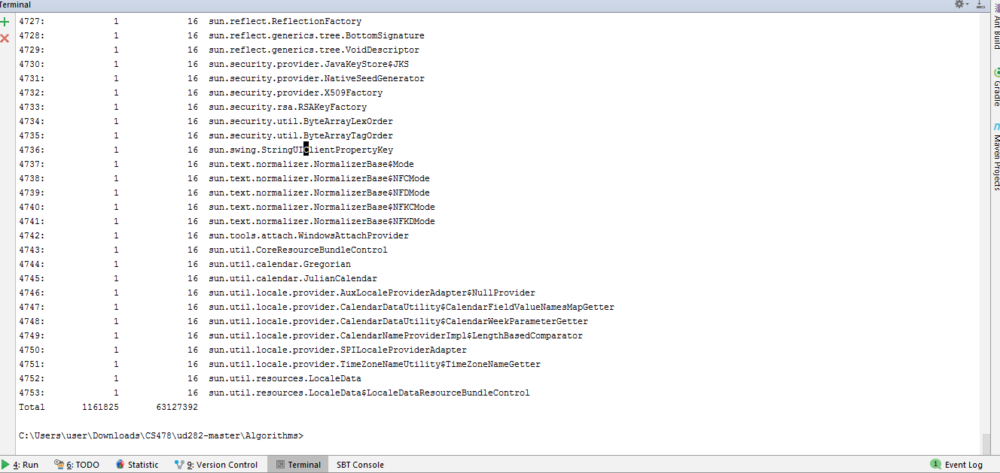 Terminal
4727: 1 16 sun.reflect.ReflectionFactory
4728: 1 16 sun.reflect.generics.tree.BottomSignature
4729: 1 16 sun.reflect.generics.tree.VoidDescriptor
4730: 1 16 sun.security.provider.JavaKeyStore$JKS
4731: 1 16 sun.security.provider.NativeSeedGenerator
4732: 1 16 sun.security.provider.X509Factory
4733: 1 16 sun.security.rsa.RSAKeyFactory
4734: 1 16 sun.security.util.ByteArrayLexOrder
4735: 1 16 sun.security.util.ByteArrayTagOrder
4736: 1 16 sun.swing.StringUIClientPropertyKey
4737: 1 16 sun.text.normalizer.NormalizerBase$Mode
4738: 1 16 sun.text.normalizer.NormalizerBase$NFCMode
4739: 1 16 sun.text.normalizer.NormalizerBase$NFDMode
4740: 1 16 sun.text.normalizer.NormalizerBase$NFKCMode
4741: 1 16 sun.text.normalizer.NormalizerBase$NFKDMode
4742: 1 16 sun.tools.attach.WindowsAttachProvider
4743: 1 16 sun.util.CoreResourceBundleControl
4744: 1 16 sun.util.calendar.Gregorian
4745: 1 16 sun.util.calendar.JulianCalendar
4746: 1 16 sun.util.locale.provider.AuxLocaleProviderAdapter$NullProvider
4747: 1 16 sun.util.locale.provider.CalendarDataUtility$CalendarFieldValueNamesMapGetter
4748: 1 16 sun.util.locale.provider.CalendarDataUtility$CalendarWeekParameterGetter
4749: 1 16 sun.util.locale.provider.CalendarNameProviderImpl$LengthBasedComparator
4750: 1 16 sun.util.locale.provider.SPILocaleProviderAdapter
4751: 1 16 sun.util.locale.provider.TimeZoneNameUtility$TimeZoneNameGetter
4752: 1 16 sun.util.resources.LocaleData
4753: 1 16 sun.util.resources.LocaleData$LocaleDataResourceBundleControl
Total 1161825 63127392
C:\Users\user\Downloads\CS478\ud282-master\Algorithms>
Ant Build
Gradle
Maven Projects
4: Run 6: TODO Statistic 9: Version Control Terminal SBT Console 1 Event Log